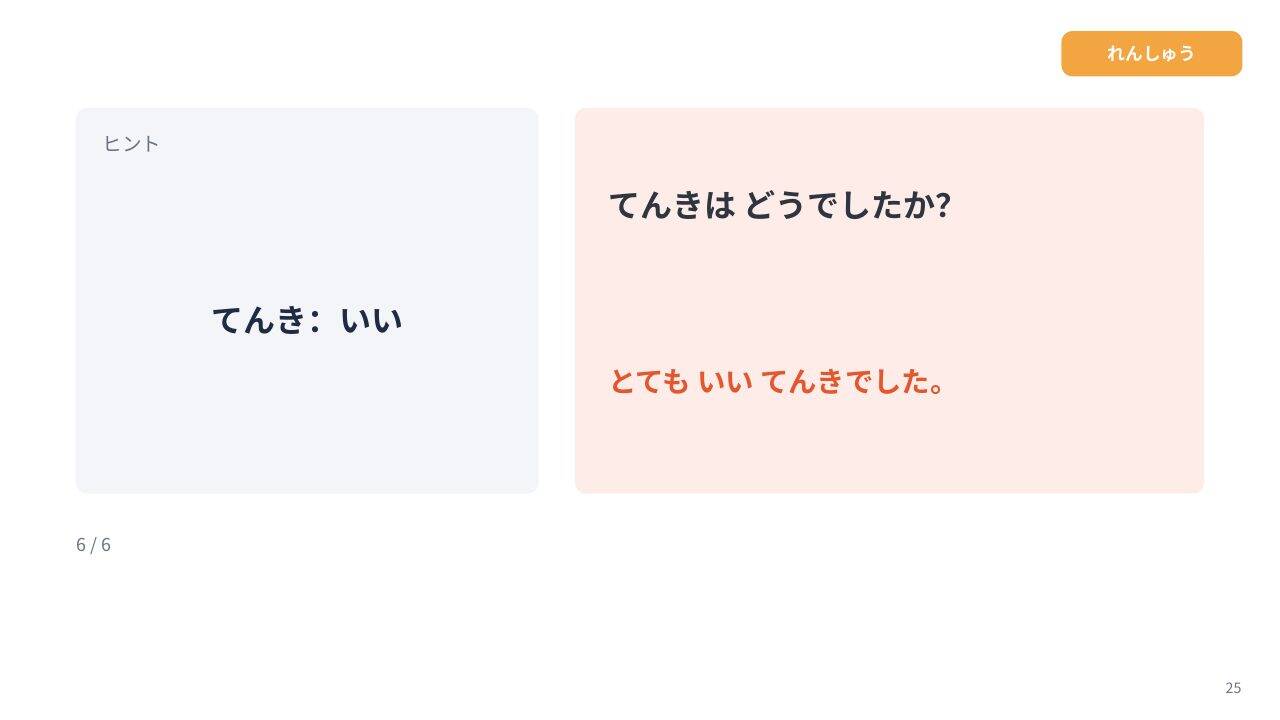 れんしゅう
ヒント
てんき：いい
てんきは どうでしたか?
とても いい てんきでした。
6 / 6
25